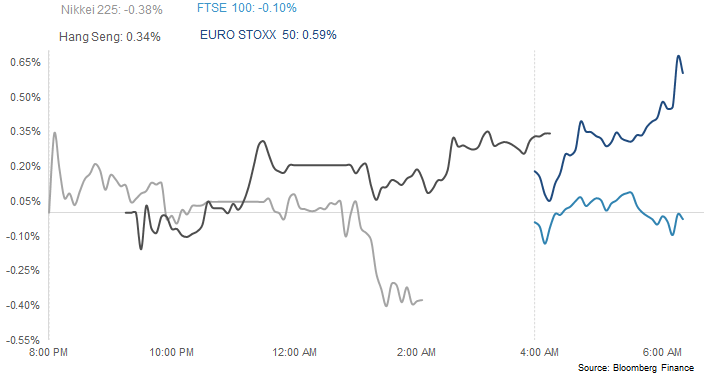 Nikkei 225: -0.38%
FTSE 100: -0.10%
Hang Seng: 0.34%
EURO STOXX 50: 0.59%
0.65%
0.50%
0.35%
0.20%
0.05%
-0.10%
-0.25%
-0.40%
-0.55%
8:00 PM
10:00 PM
12:00 AM
2:00 AM
4:00 AM
6:00 AM
Source: Bloomberg Finance